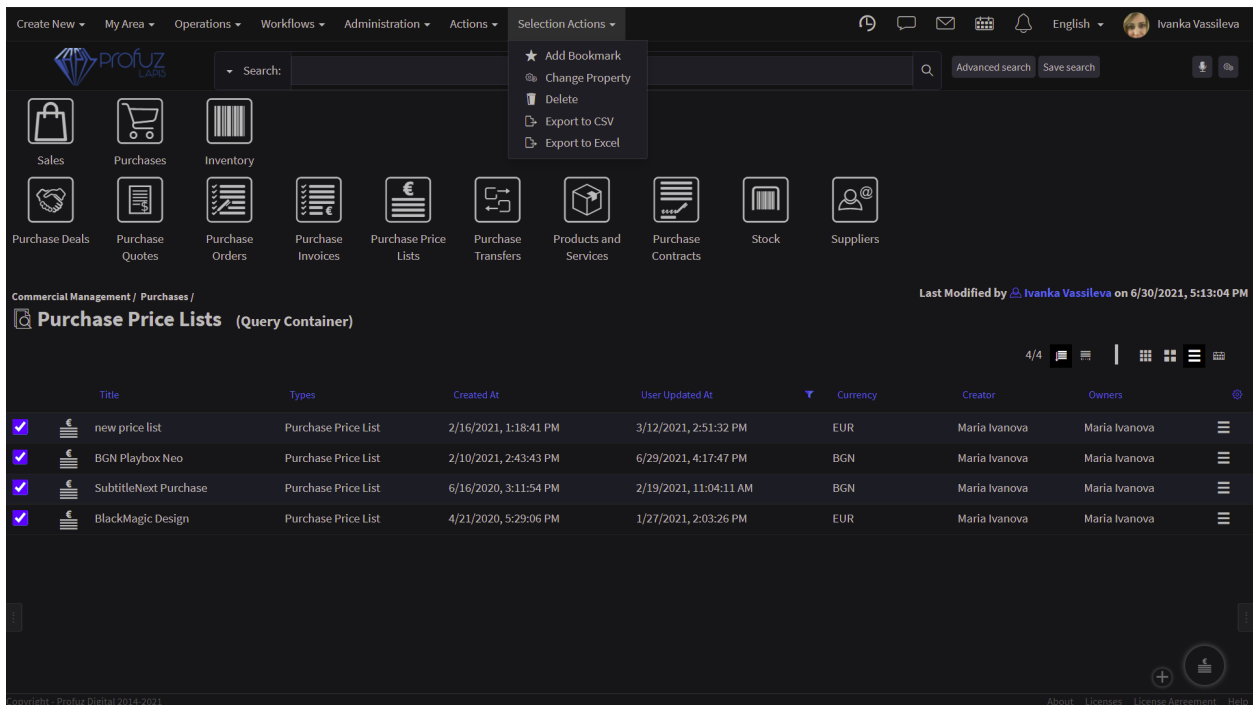 Create New My Area Operations Workflows Administration Actions Selection Actions English Ivanka Vassileva
PROFUZ
LAPIS
Search:
Advanced search Save search
Add Bookmark
Change Property
Delete
Export to CSV
Export to Excel
Sales Purchases Inventory
Purchase Deals Purchase Quotes Purchase Orders Purchase Invoices Purchase Price Lists Purchase Transfers Products and Services Purchase Contracts Stock Suppliers
Commercial Management / Purchases /
Last Modified by Ivanka Vassileva on 6/30/2021, 5:13:04 PM
Purchase Price Lists (Query Container)
4/4
Title Types Created At User Updated At Currency Creator Owners
new price list Purchase Price List 2/16/2021, 1:18:41 PM 3/12/2021, 2:51:32 PM EUR Maria Ivanova Maria Ivanova
BGN Playbox Neo Purchase Price List 2/10/2021, 2:43:43 PM 6/29/2021, 4:17:47 PM BGN Maria Ivanova Maria Ivanova
SubtitleNext Purchase Purchase Price List 6/16/2020, 3:11:54 PM 2/19/2021, 11:04:11 AM BGN Maria Ivanova Maria Ivanova
BlackMagic Design Purchase Price List 4/21/2020, 5:29:06 PM 1/27/2021, 2:03:26 PM EUR Maria Ivanova Maria Ivanova
Copyright - Profuz Digital 2014-2021 About Licenses License Agreement Help